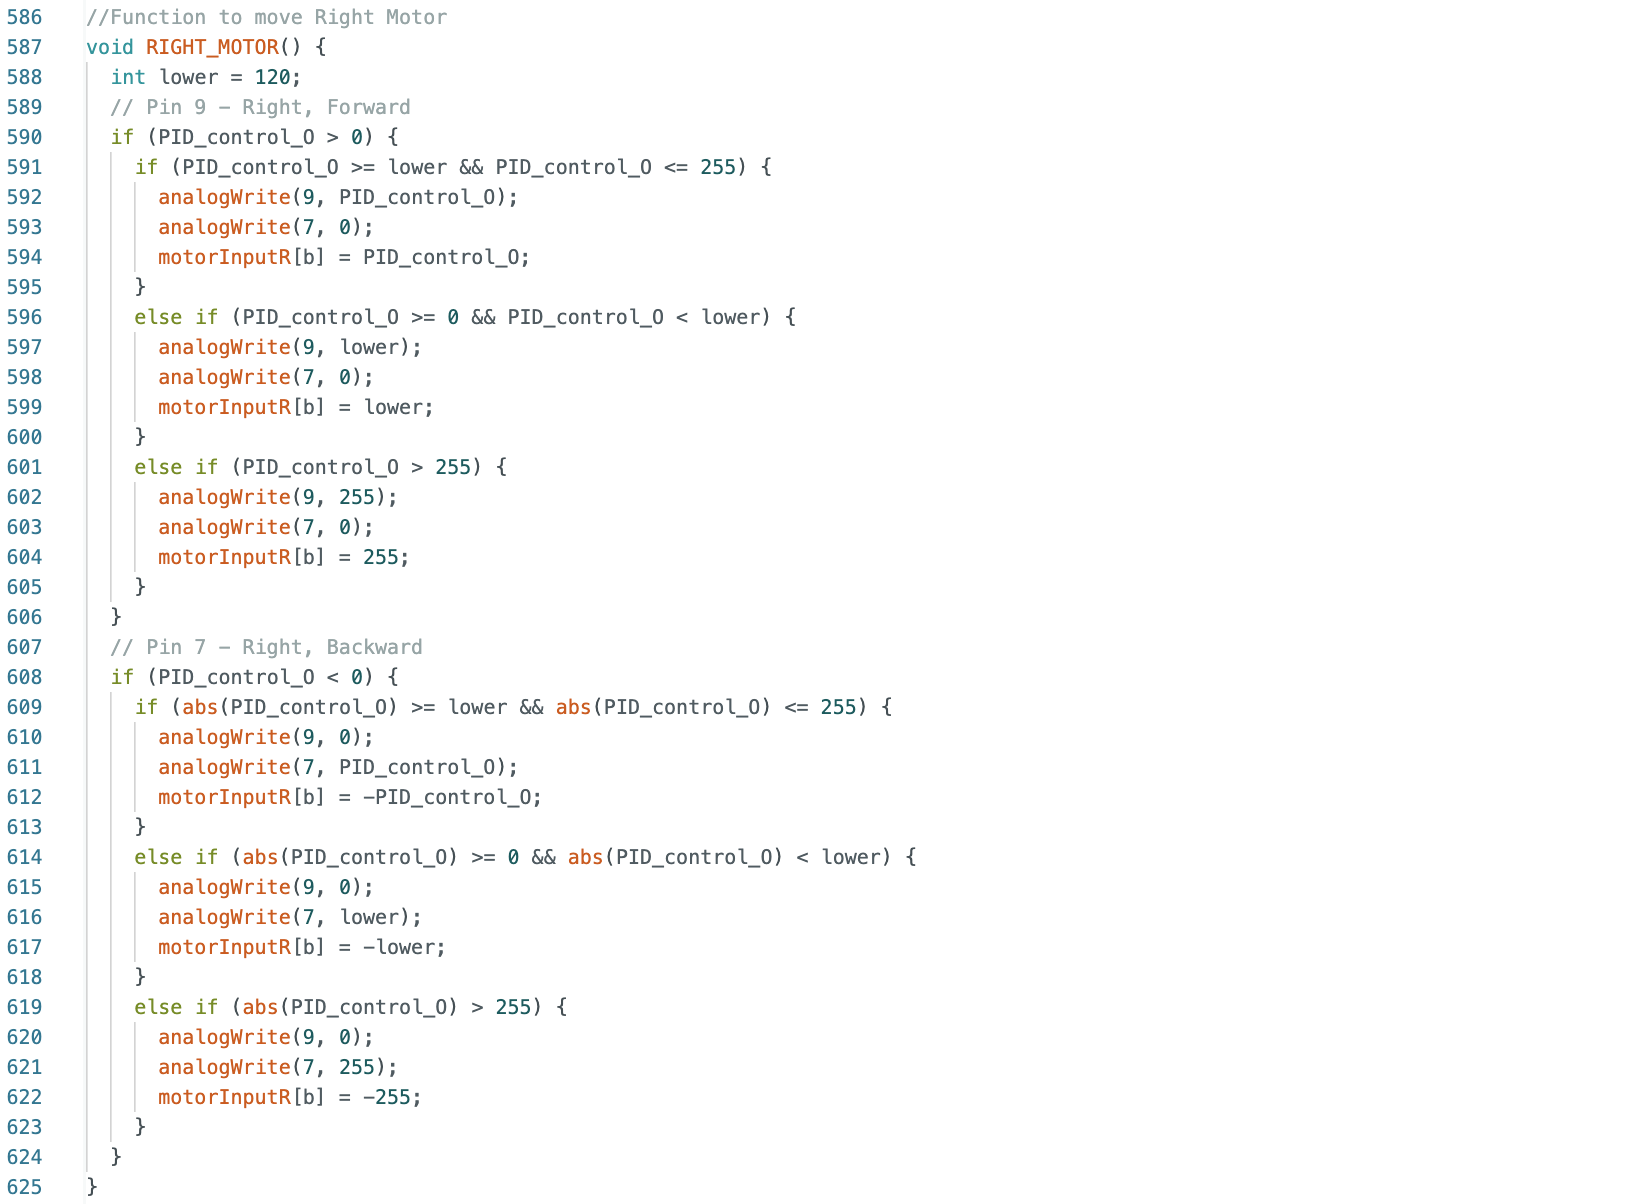 586 //Function to move Right Motor
587 void RIGHT_MOTOR() {
588   int lower = 120;
589   // Pin 9 – Right, Forward
590   if (PID_control_O > 0) {
591     if (PID_control_O >= lower && PID_control_O <= 255) {
592       analogWrite(9, PID_control_O);
593       analogWrite(7, 0);
594       motorInputR[b] = PID_control_O;
595     }
596     else if (PID_control_O >= 0 && PID_control_O < lower) {
597       analogWrite(9, lower);
598       analogWrite(7, 0);
599       motorInputR[b] = lower;
600     }
601     else if (PID_control_O > 255) {
602       analogWrite(9, 255);
603       analogWrite(7, 0);
604       motorInputR[b] = 255;
605     }
606   }
607   // Pin 7 – Right, Backward
608   if (PID_control_O < 0) {
609     if (abs(PID_control_O) >= lower && abs(PID_control_O) <= 255) {
610       analogWrite(9, 0);
611       analogWrite(7, PID_control_O);
612       motorInputR[b] = -PID_control_O;
613     }
614     else if (abs(PID_control_O) >= 0 && abs(PID_control_O) < lower) {
615       analogWrite(9, 0);
616       analogWrite(7, lower);
617       motorInputR[b] = -lower;
618     }
619     else if (abs(PID_control_O) > 255) {
620       analogWrite(9, 0);
621       analogWrite(7, 255);
622       motorInputR[b] = -255;
623     }
624   }
625 }